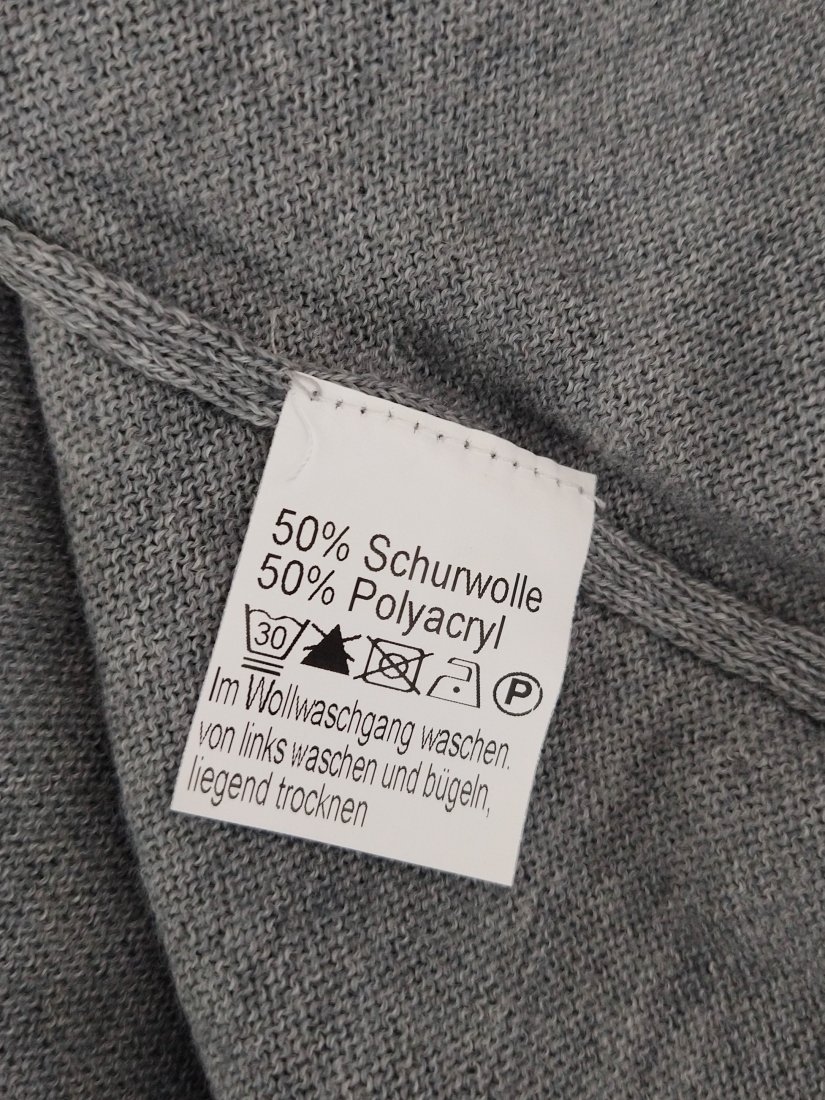 50% Schurwolle
50% Polyacryl
30 P
Im Wollwaschgang waschen.
von links waschen und bügeln,
liegend trocknen